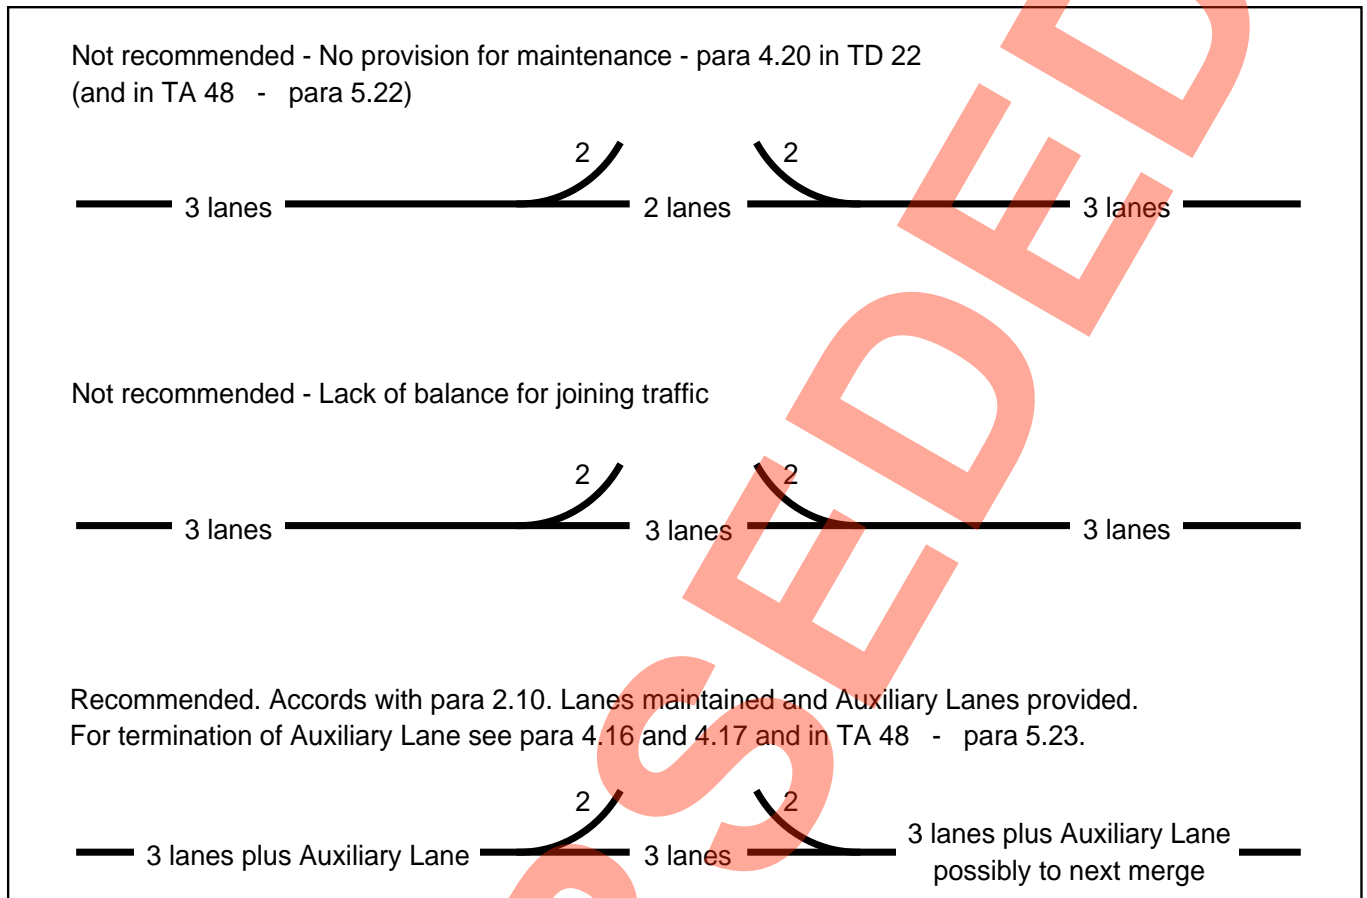 Not recommended - No provision for maintenance - para 4.20 in TD 22
(and in TA 48 - para 5.22)
2 2
3 lanes 2 lanes 3 lanes
Not recommended - Lack of balance for joining traffic
2 2
3 lanes 3 lanes 3 lanes
Recommended. Accords with para 2.10. Lanes maintained and Auxiliary Lanes provided.
For termination of Auxiliary Lane see para 4.16 and 4.17 and in TA 48 - para 5.23.
2 2
3 lanes plus Auxiliary Lane 3 lanes 3 lanes plus Auxiliary Lane
possibly to next merge
PSEDED